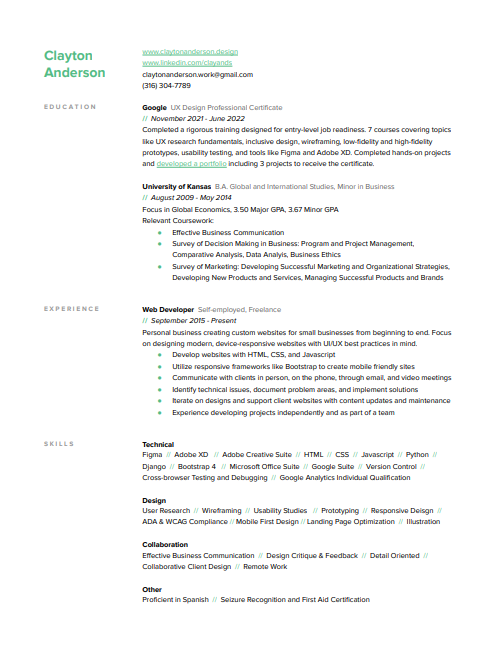 Clayton
Anderson
www.claytonanderson.design
www.linkedin.com/clayands
claytonanderson.work@gmail.com
(316) 304-7789
EDUCATION
Google UX Design Professional Certificate
// November 2021 - June 2022
Completed a rigorous training designed for entry-level job readiness. 7 courses covering topics
like UX research fundamentals, inclusive design, wireframing, low-fidelity and high-fidelity
prototypes, usability testing, and tools like Figma and Adobe XD. Completed hands-on projects
and developed a portfolio including 3 projects to receive the certificate.
University of Kansas B.A. Global and International Studies, Minor in Business
// August 2009 - May 2014
Focus in Global Economics, 3.50 Major GPA, 3.67 Minor GPA
Relevant Coursework:
● Effective Business Communication
● Survey of Decision Making in Business: Program and Project Management,
Comparative Analysis, Data Analyis, Business Ethics
● Survey of Marketing: Developing Successful Marketing and Organizational Strategies,
Developing New Products and Services, Managing Successful Products and Brands
EXPERIENCE
Web Developer Self-employed, Freelance
// September 2015 - Present
Personal business creating custom websites for small businesses from beginning to end. Focus
on designing modern, device-responsive websites with UI/UX best practices in mind.
● Develop websites with HTML, CSS, and Javascript
● Utilize responsive frameworks like Bootstrap to create mobile friendly sites
● Communicate with clients in person, on the phone, through email, and video meetings
● Identify technical issues, document problem areas, and implement solutions
● Iterate on designs and support client websites with content updates and maintenance
● Experience developing projects independently and as part of a team
SKILLS
Technical
Figma // Adobe XD // Adobe Creative Suite // HTML // CSS // Javascript // Python //
Django // Bootstrap 4 // Microsoft Office Suite // Google Suite // Version Control //
Cross-browser Testing and Debugging // Google Analytics Individual Qualification
Design
User Research // Wireframing // Usability Studies // Prototyping // Responsive Deisgn //
ADA & WCAG Compliance // Mobile First Design // Landing Page Optimization // Illustration
Collaboration
Effective Business Communication // Design Critique & Feedback // Detail Oriented //
Collaborative Client Design // Remote Work
Other
Proficient in Spanish // Seizure Recognition and First Aid Certification